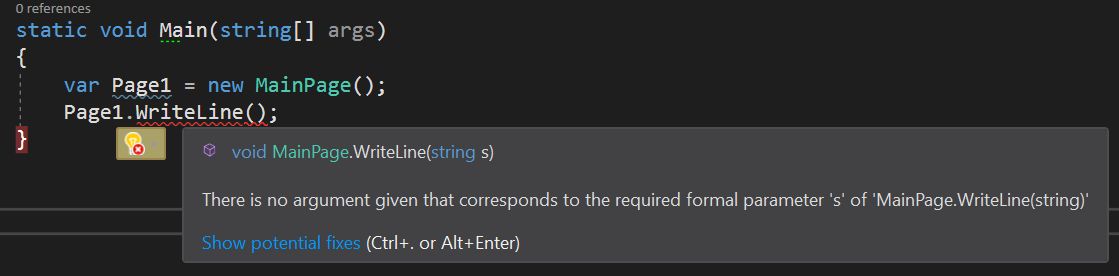 0 references
static void Main(string[] args)
{
var Page1 = new MainPage();
Page1.WriteLine();
}
void MainPage.WriteLine(string s)
There is no argument given that corresponds to the required formal parameter 's' of 'MainPage.WriteLine(string)'
Show potential fixes (Ctrl+. or Alt+Enter)